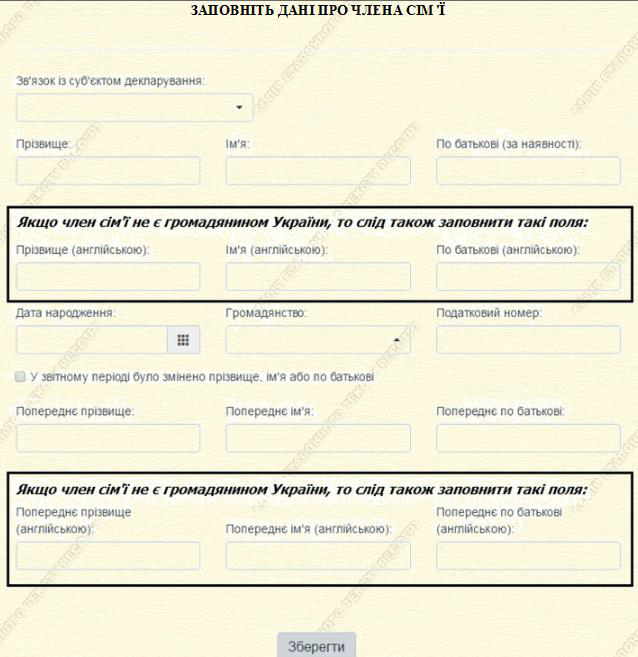 ЗАПОВНІТЬ ДАНІ ПРО ЧЛЕНА СІМ 'Ї
Зв'язок із суб'єктом декларування:
Прізвище: Ім'я: По батькові (за наявності):
Якщо член сім'ї не є громадянином України, то слід також заповнити такі поля:
Прізвище (англійською): Ім'я (англійською): По батькові (англійською):
Дата народження: Громадянство: Податковий номер:
У звітному періоді було змінено прізвище, ім'я або по батькові
Попереднє прізвище: Попереднє ім'я: Попереднє по батькові:
Якщо член сім'ї не є громадянином України, то слід також заповнити такі поля:
Попереднє прізвище
(англійською): Попереднє ім'я (англійською): Попереднє по батькові
(англійською):
Зберегти